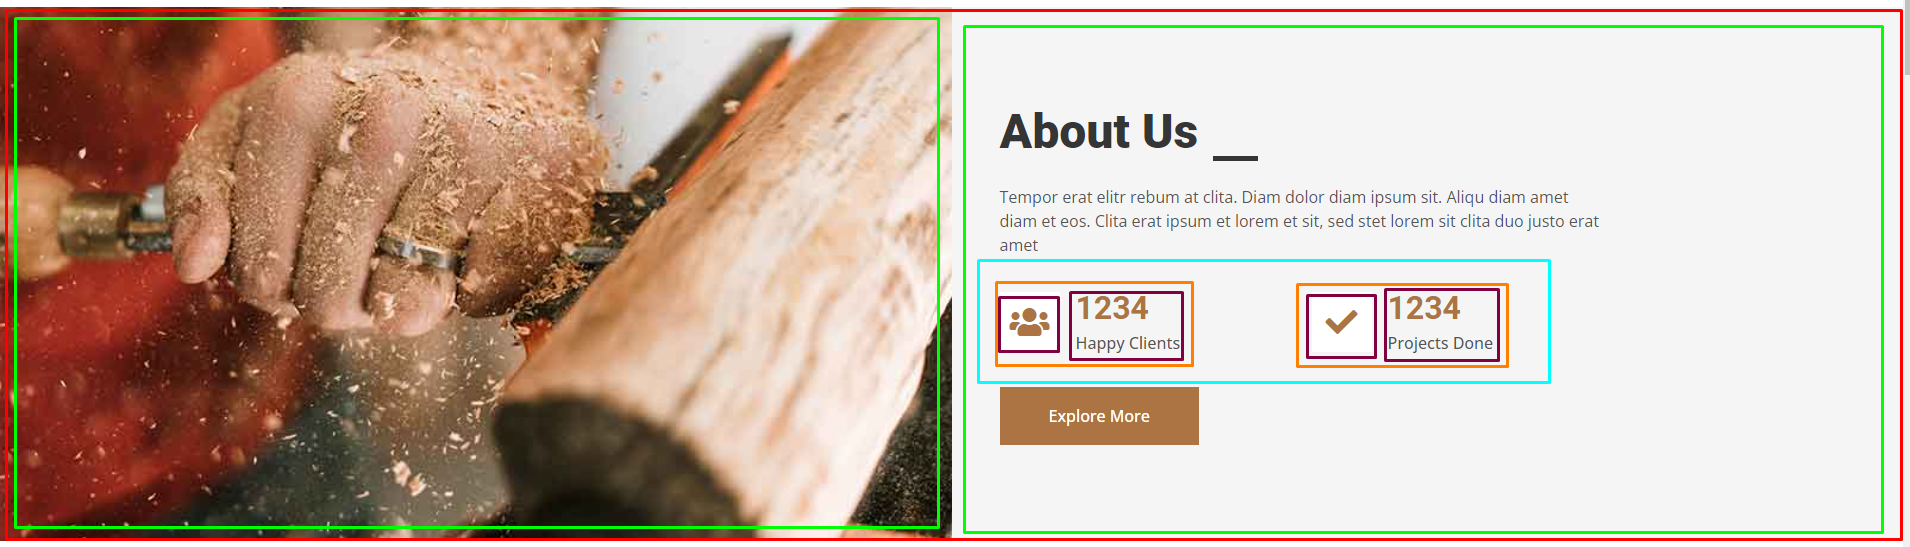 About Us
Tempor erat elitr rebum at clita. Diam dolor diam ipsum sit. Aliqu diam amet
diam et eos. Clita erat ipsum et lorem et sit, sed stet lorem sit clita duo justo erat
amet
1234
Happy Clients
1234
Projects Done
Explore More